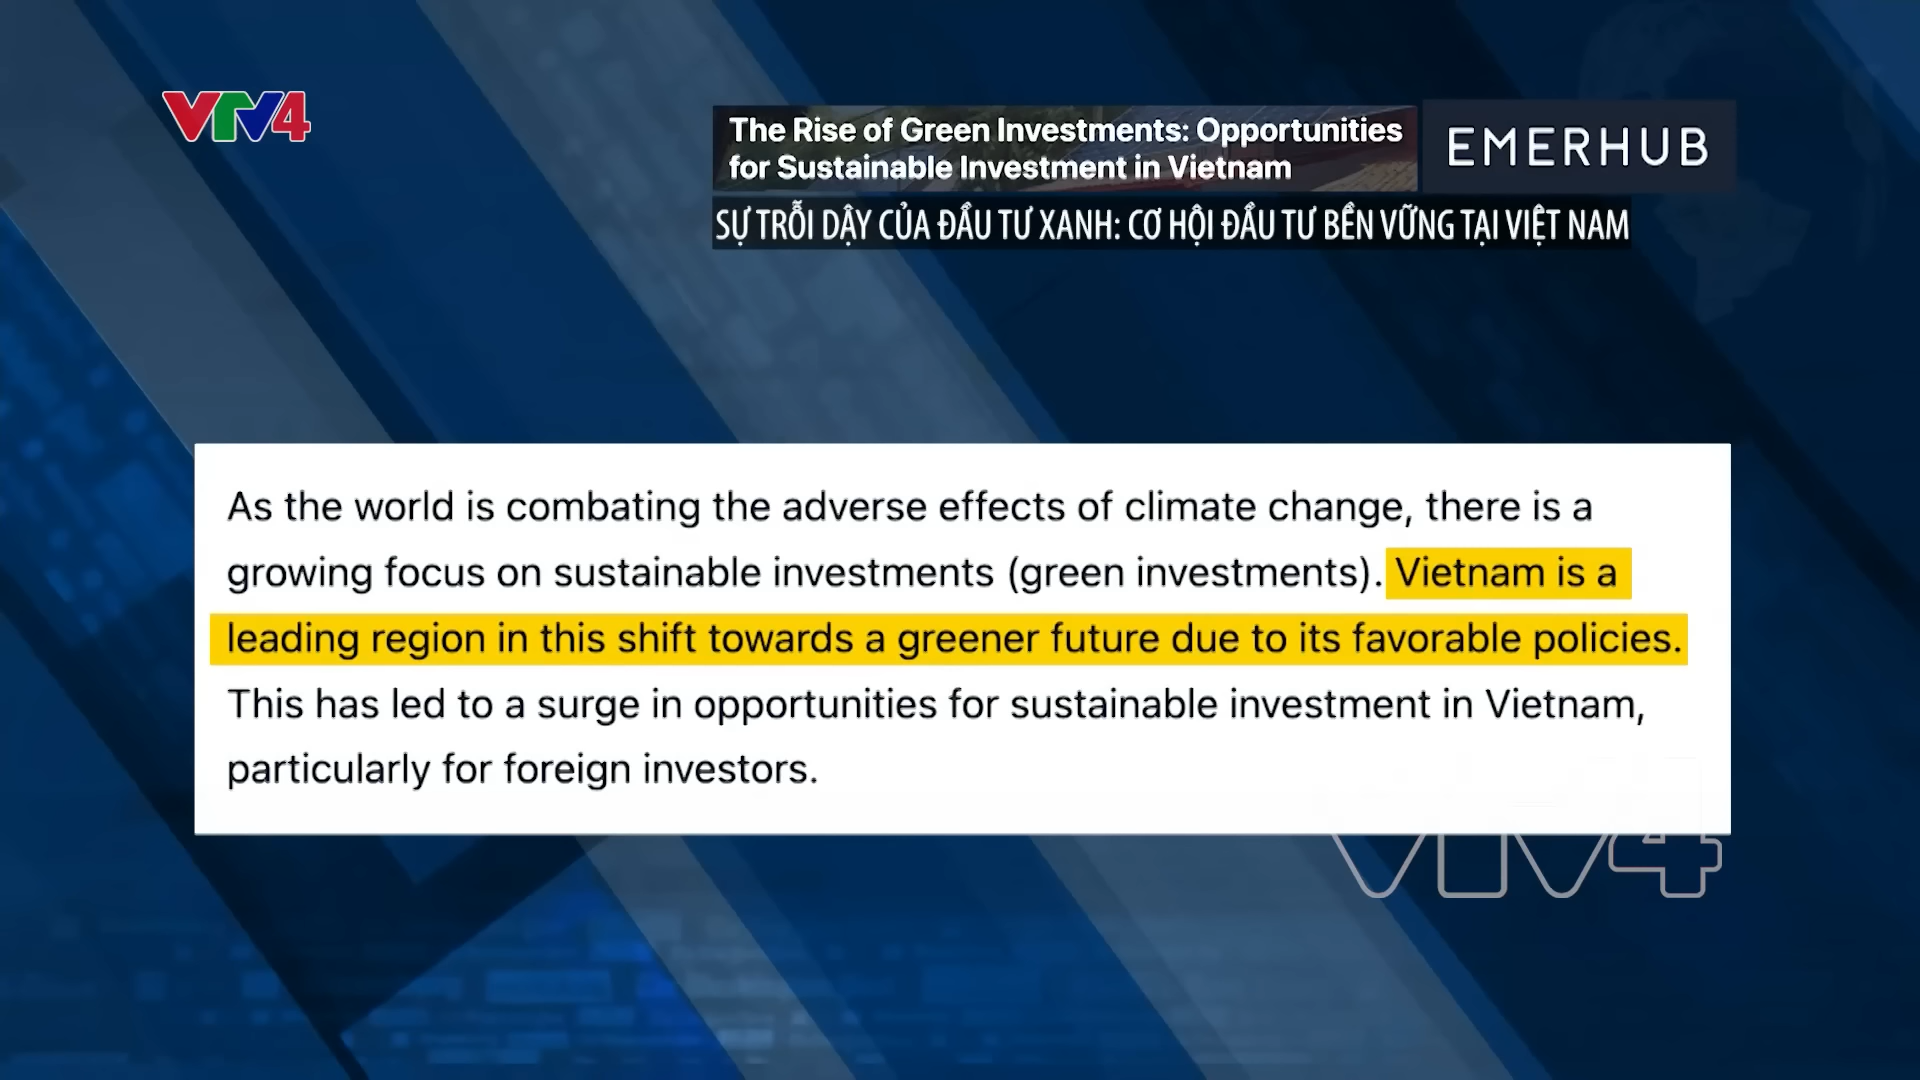 VTV4
The Rise of Green Investments: Opportunities
for Sustainable Investment in Vietnam
EMERHUB
SỰ TRỖI DẬY CỦA ĐẦU TƯ XANH: CƠ HỘI ĐẦU TƯ BỀN VỮNG TẠI VIỆT NAM
As the world is combating the adverse effects of climate change, there is a
growing focus on sustainable investments (green investments). Vietnam is a
leading region in this shift towards a greener future due to its favorable policies.
This has led to a surge in opportunities for sustainable investment in Vietnam,
particularly for foreign investors.
VTV4